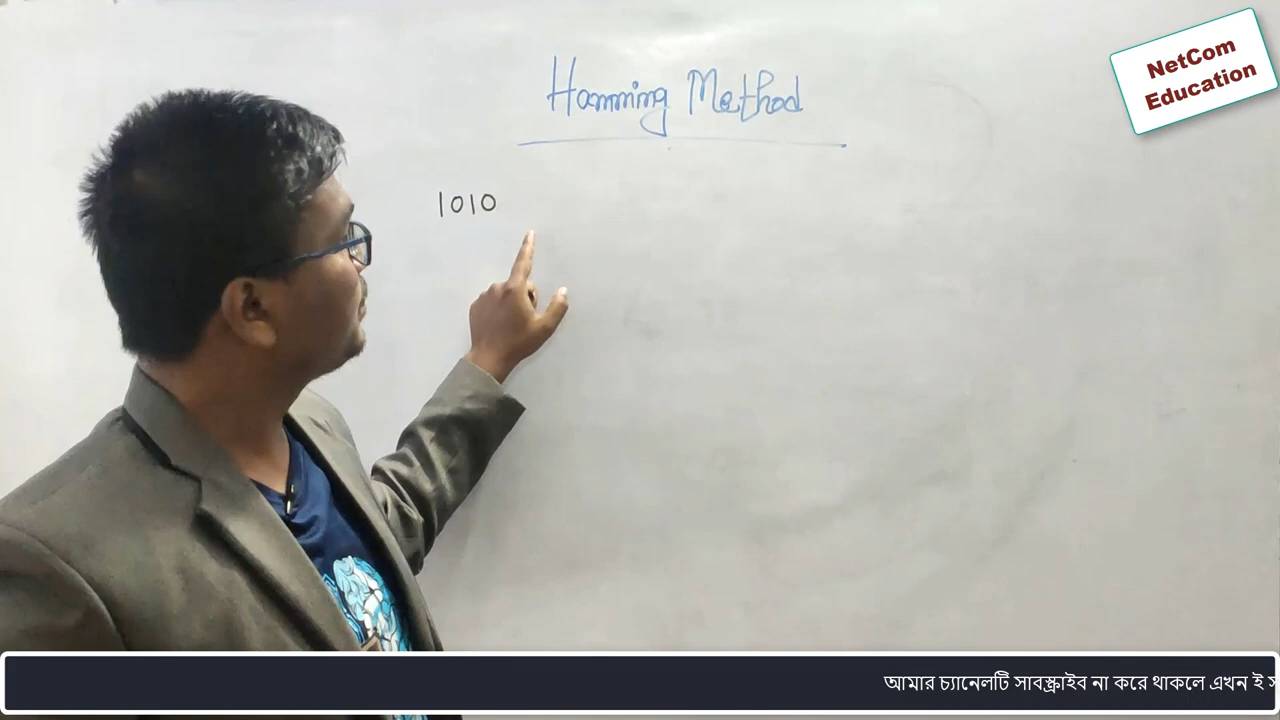 Hamming Method
NetCom
Education
1010
আমার চ্যানেলটি সাবস্ক্রাইব না করে থাকলে এখন ই